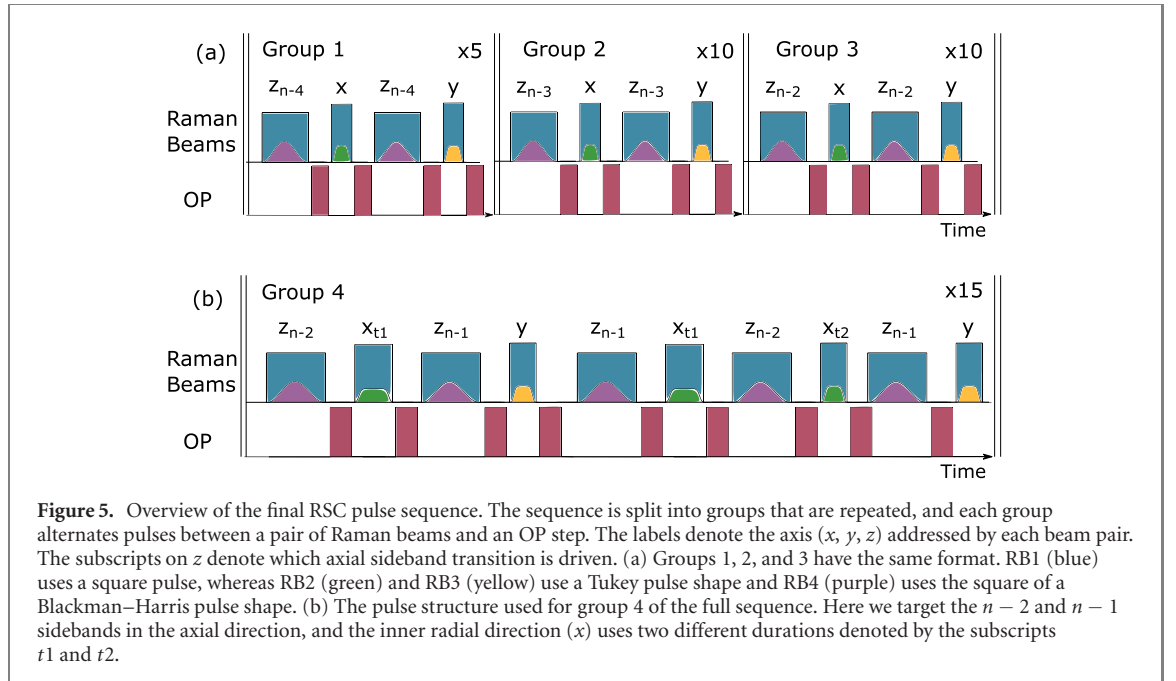 (a) Group 1 x5 Group 2 x10 Group 3 x10
z_{n-4} x z_{n-4} y z_{n-3} x z_{n-3} y z_{n-2} x z_{n-2} y
Raman
Beams
OP
Time
(b) Group 4 x15
z_{n-2} x_{t1} z_{n-1} y z_{n-1} x_{t1} z_{n-2} x_{t2} z_{n-1} y
Raman
Beams
OP
Time
Figure 5. Overview of the final RSC pulse sequence. The sequence is split into groups that are repeated, and each group
alternates pulses between a pair of Raman beams and an OP step. The labels denote the axis (x, y, z) addressed by each beam pair.
The subscripts on z denote which axial sideband transition is driven. (a) Groups 1, 2, and 3 have the same format. RB1 (blue)
uses a square pulse, whereas RB2 (green) and RB3 (yellow) use a Tukey pulse shape and RB4 (purple) uses the square of a
Blackman–Harris pulse shape. (b) The pulse structure used for group 4 of the full sequence. Here we target the n − 2 and n − 1
sidebands in the axial direction, and the inner radial direction (x) uses two different durations denoted by the subscripts
t1 and t2.